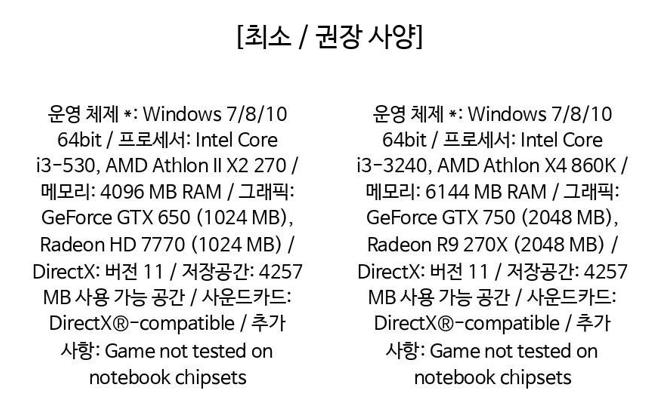 [최소 / 권장 사양]
운영 체제 *: Windows 7/8/10
64bit / 프로세서: Intel Core
i3-530, AMD Athlon II X2 270 /
메모리: 4096 MB RAM / 그래픽:
GeForce GTX 650 (1024 MB),
Radeon HD 7770 (1024 MB) /
DirectX: 버전 11 / 저장공간: 4257
MB 사용 가능 공간 / 사운드카드:
DirectX®-compatible / 추가
사항: Game not tested on
notebook chipsets
운영 체제 *: Windows 7/8/10
64bit / 프로세서: Intel Core
i3-3240, AMD Athlon X4 860K /
메모리: 6144 MB RAM / 그래픽:
GeForce GTX 750 (2048 MB),
Radeon R9 270X (2048 MB) /
DirectX: 버전 11 / 저장공간: 4257
MB 사용 가능 공간 / 사운드카드:
DirectX®-compatible / 추가
사항: Game not tested on
notebook chipsets